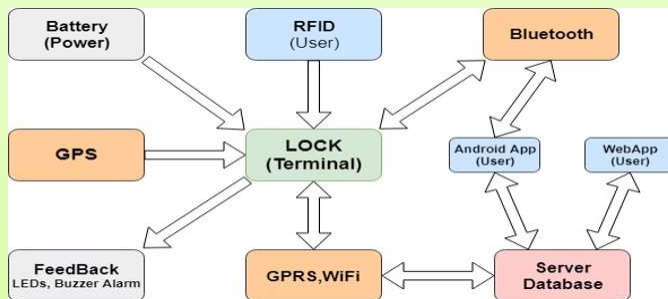 Battery
(Power)
RFID
(User)
Bluetooth
GPS
LOCK
(Terminal)
Android App
(User)
WebApp
(User)
FeedBack
LEDs, Buzzer Alarm
GPRS,WiFi
Server
Database